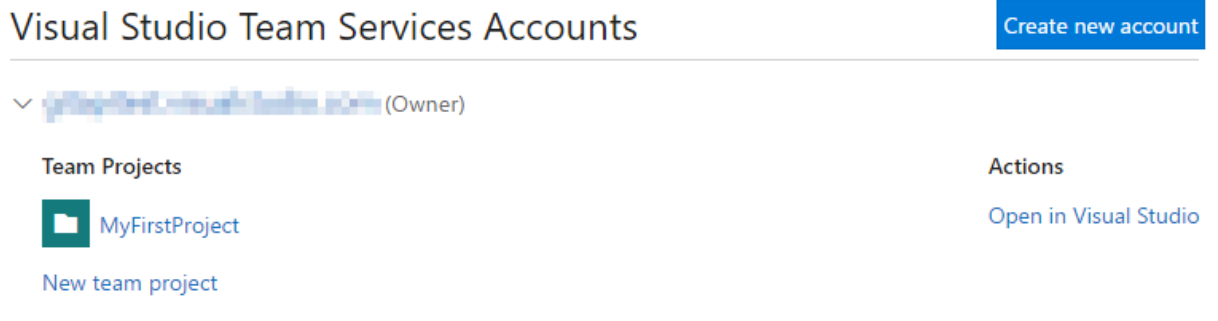 Visual Studio Team Services Accounts
Create new account
(Owner)
Team Projects
Actions
MyFirstProject
Open in Visual Studio
New team project